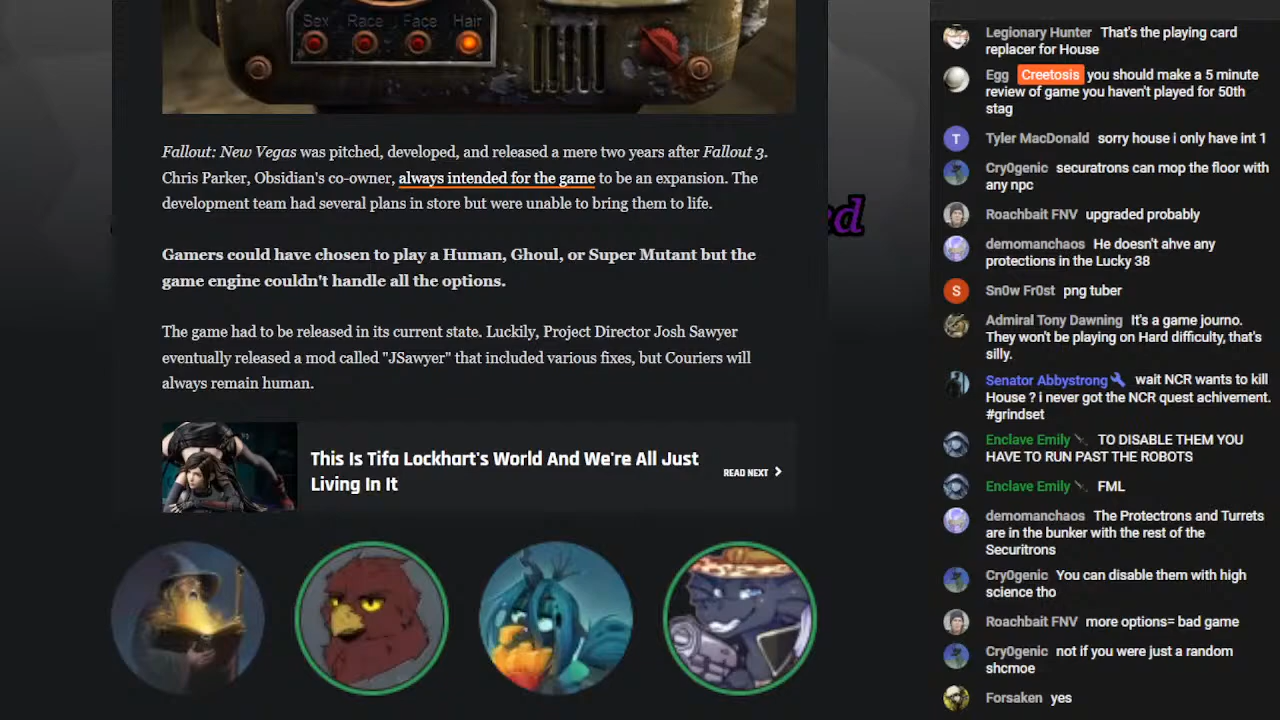 Sex Race Face Hair
Fallout: New Vegas was pitched, developed, and released a mere two years after Fallout 3.
Chris Parker, Obsidian's co-owner, always intended for the game to be an expansion. The
development team had several plans in store but were unable to bring them to life.
ed
Gamers could have chosen to play a Human, Ghoul, or Super Mutant but the
game engine couldn't handle all the options.
The game had to be released in its current state. Luckily, Project Director Josh Sawyer
eventually released a mod called "JSawyer" that included various fixes, but Couriers will
always remain human.
This Is Tifa Lockhart's World And We're All Just
Living In It
READ NEXT
Legionary Hunter That's the playing card
replacer for House
Egg Creetosis you should make a 5 minute
review of game you haven't played for 50th
stag
T
Tyler MacDonald sorry house i only have int 1
Cry0genic securatrons can mop the floor with
any npc
Roachbait FNV upgraded probably
demomanchaos He doesn't ahve any
protections in the Lucky 38
S
Sn0w Fr0st png tuber
Admiral Tony Dawning It's a game journo.
They won't be playing on Hard difficulty, that's
silly.
Senator Abbystrong wait NCR wants to kill
House ? i never got the NCR quest achivement.
#grindset
Enclave Emily TO DISABLE THEM YOU
HAVE TO RUN PAST THE ROBOTS
Enclave Emily FML
demomanchaos The Protectrons and Turrets
are in the bunker with the rest of the
Securitrons
Cry0genic You can disable them with high
science tho
Roachbait FNV more options= bad game
Cry0genic not if you were just a random
shcmoe
Forsaken yes